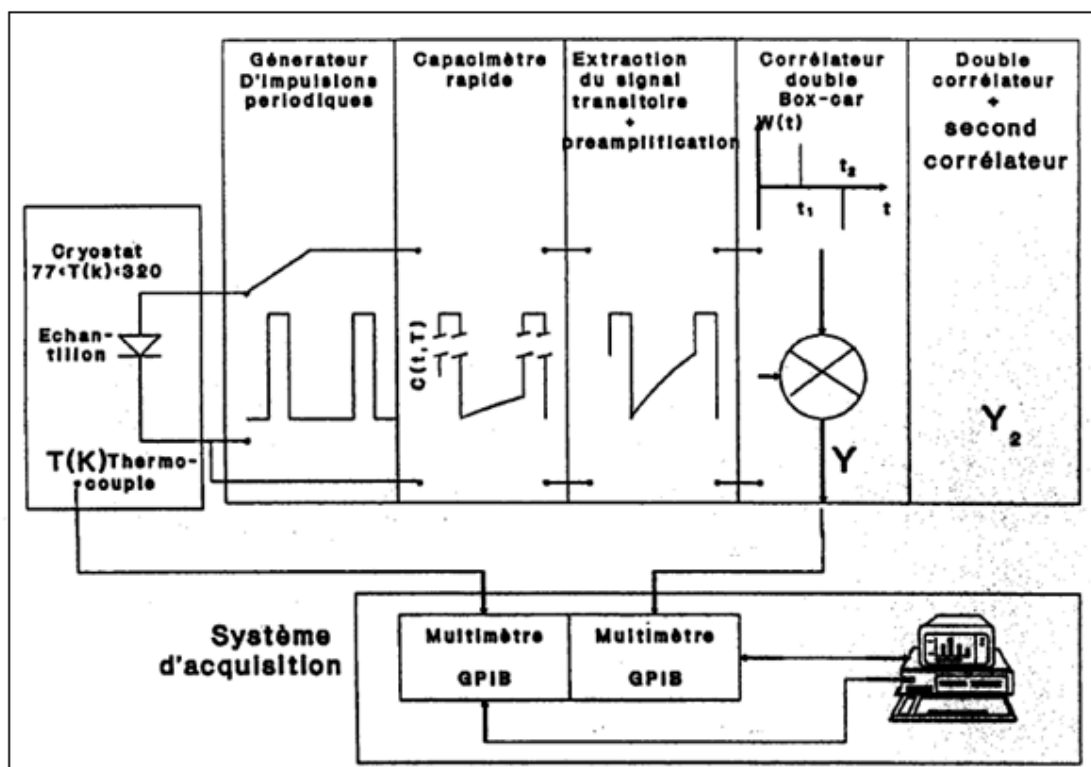 Génerateur
D'impulsions
periodiques
Capacimètre
rapide
Extraction
du signal
transitoire
+
preamplification
Corrélateur
double
Box-car
W(t)
t₂
t₁
t
Double
corrélateur
+
second
corrélateur
Cryostat
77<T(k)<320
Echan-
tillon
T(K)Thermo-
couple
C(t,T)
Y
Y₂
Système
d'acquisition
Multimètre
GPIB
Multimètre
GPIB